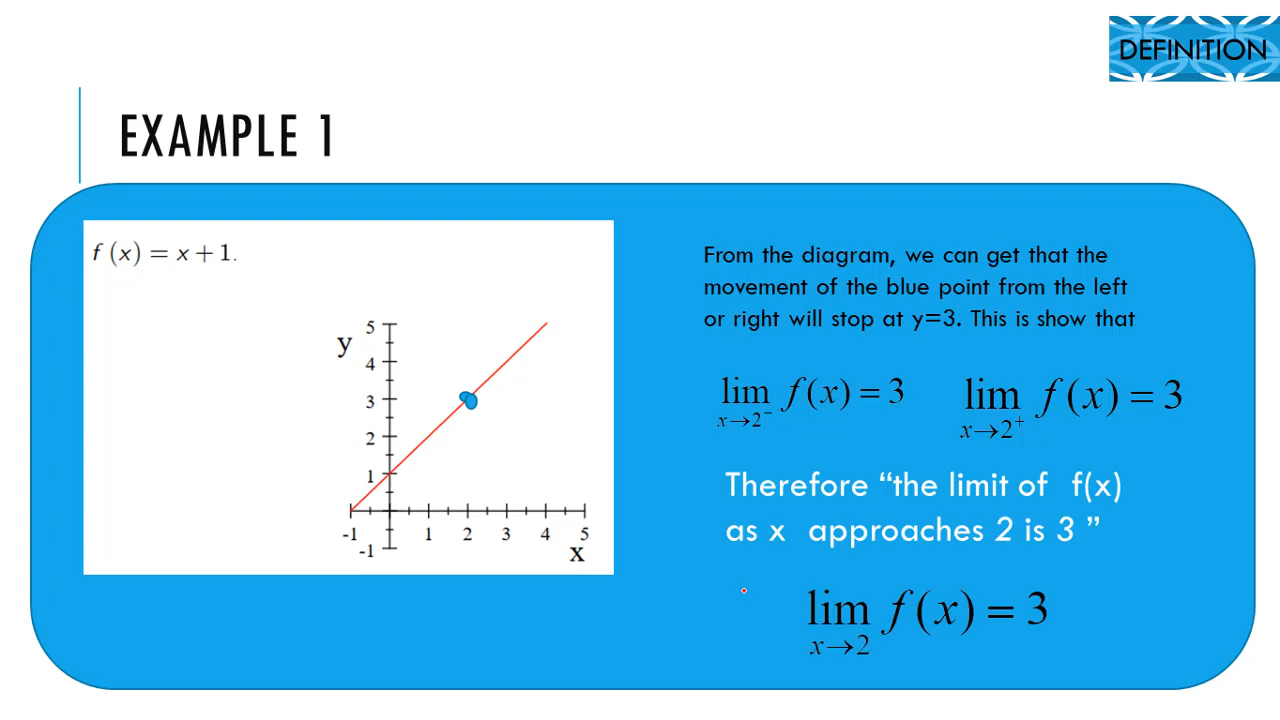 DEFINITION
EXAMPLE 1
f (x) = x + 1.
y
5
4
3
2
1
-1
-1 1 2 3 4 5
x
From the diagram, we can get that the
movement of the blue point from the left
or right will stop at y=3. This is show that
lim f(x) = 3
x→2⁻
lim f(x) = 3
x→2⁺
Therefore “the limit of f(x)
as x approaches 2 is 3 ”
lim f(x) = 3
x→2